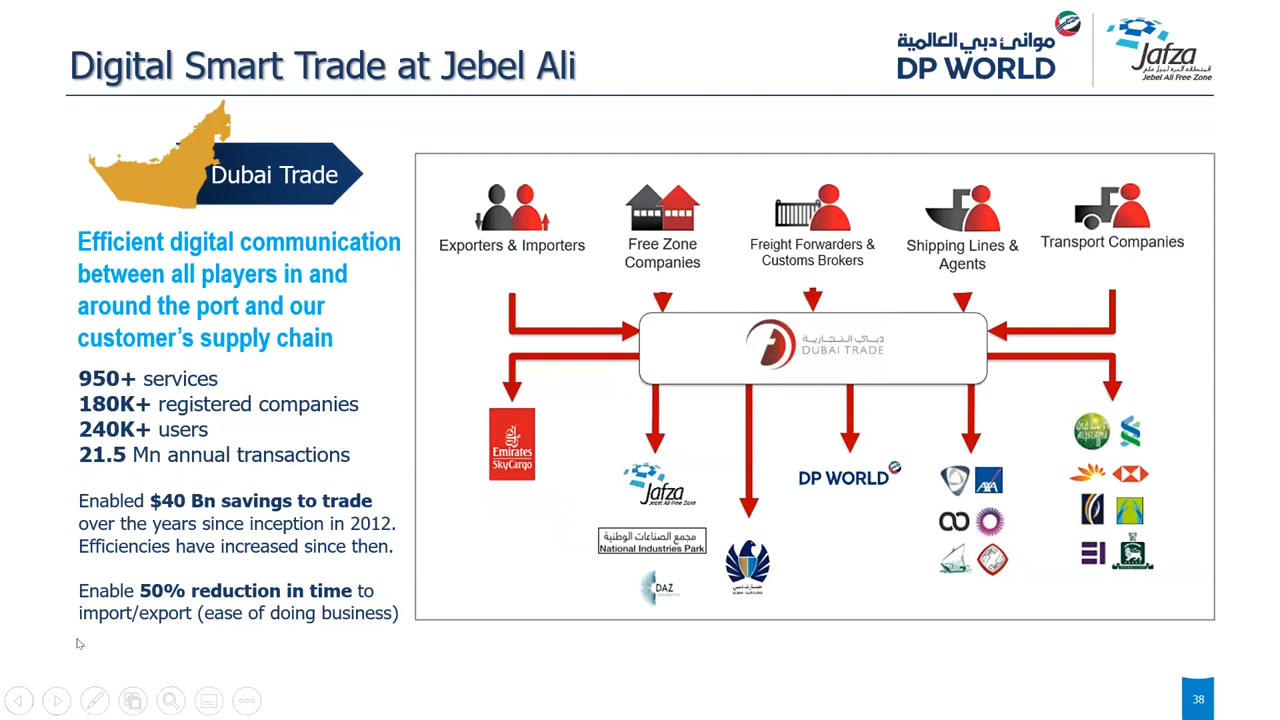 Digital Smart Trade at Jebel Ali
موانئ دبي العالمية
DP WORLD
Jafza
Jebel Ali Free Zone
Dubai Trade
Efficient digital communication
between all players in and
around the port and our
customer's supply chain
950+ services
180K+ registered companies
240K+ users
21.5 Mn annual transactions
Enabled $40 Bn savings to trade
over the years since inception in 2012.
Efficiencies have increased since then.
Enable 50% reduction in time to
import/export (ease of doing business)
Exporters & Importers
Free Zone
Companies
Freight Forwarders &
Customs Brokers
Shipping Lines &
Agents
Transport Companies
دبي التجارية
DUBAI TRADE
Emirates
SkyCargo
Jafza
Jebel Ali Free Zone
مجمع الصناعات الوطنية
National Industries Park
DAZ
DP WORLD
AXA
38